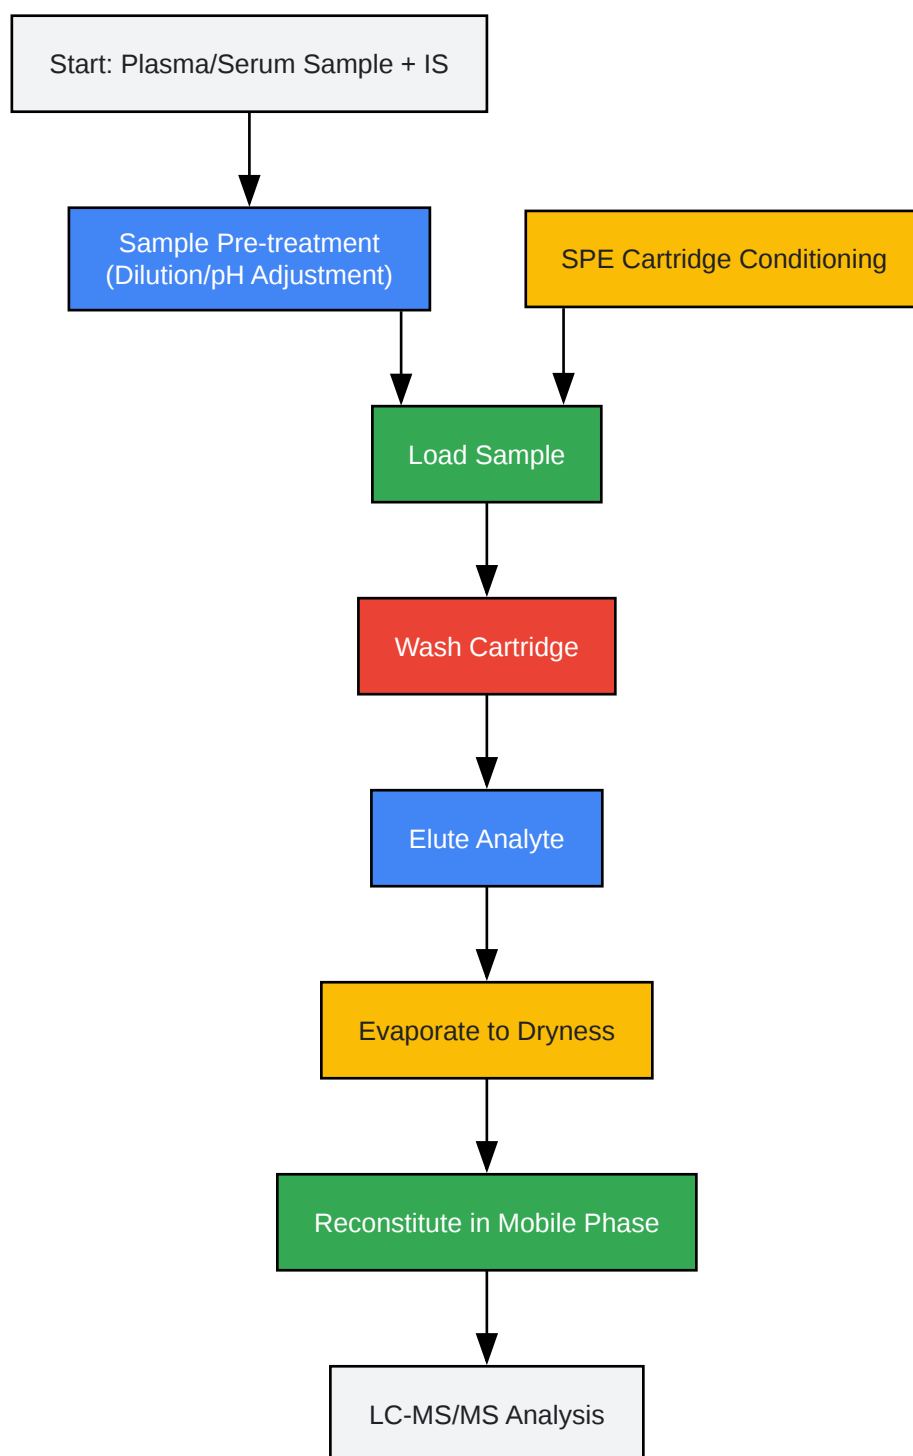 Start: Plasma/Serum Sample + IS
Sample Pre-treatment
(Dilution/pH Adjustment)
SPE Cartridge Conditioning
Load Sample
Wash Cartridge
Elute Analyte
Evaporate to Dryness
Reconstitute in Mobile Phase
LC-MS/MS Analysis